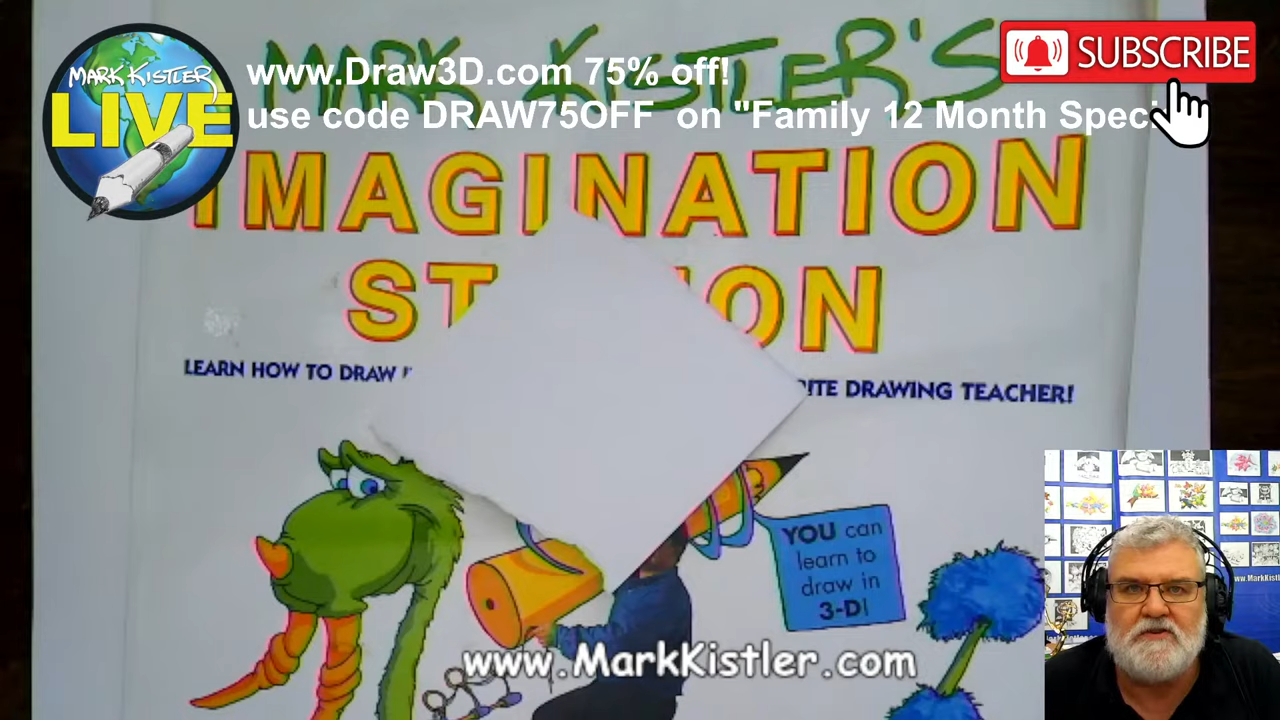 MARK KISTLER'S
MARK KISTLER
LIVE
www.Draw3D.com 75% off!
use code DRAW75OFF on "Family 12 Month Speci
SUBSCRIBE
IMAGINATION
ST ION
LEARN HOW TO DRAW
ITE DRAWING TEACHER!
YOU can
learn to
draw in
3-D!
www.MarkKistler.com